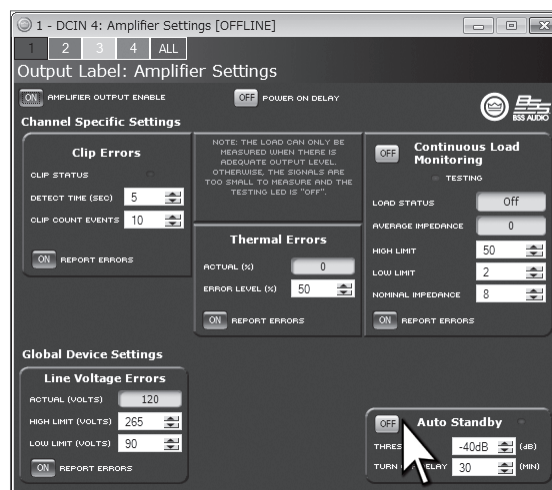 1 - DCIN 4: Amplifier Settings [OFFLINE]
1 2 3 4 ALL
Output Label: Amplifier Settings
ON AMPLIFIER OUTPUT ENABLE
OFF POWER ON DELAY
BSS AUDIO
Channel Specific Settings
Clip Errors
CLIP STATUS
DETECT TIME (SEC) 5
CLIP COUNT EVENTS 10
ON REPORT ERRORS
NOTE: THE LOAD CAN ONLY BE
MEASURED WHEN THERE IS
ADEQUATE OUTPUT LEVEL.
OTHERWISE, THE SIGNALS ARE
TOO SMALL TO MEASURE AND THE
TESTING LED IS "OFF".
Thermal Errors
ACTUAL (%) 0
ERROR LEVEL (%) 50
ON REPORT ERRORS
OFF Continuous Load
Monitoring
TESTING
LOAD STATUS Off
AVERAGE IMPEDANCE 0
HIGH LIMIT 50
LOW LIMIT 2
NOMINAL IMPEDANCE 8
ON REPORT ERRORS
Global Device Settings
Line Voltage Errors
ACTUAL (VOLTS) 120
HIGH LIMIT (VOLTS) 265
LOW LIMIT (VOLTS) 90
ON REPORT ERRORS
OFF Auto Standby
-40dB (dB)
TURN DELAY 30 (MIN)